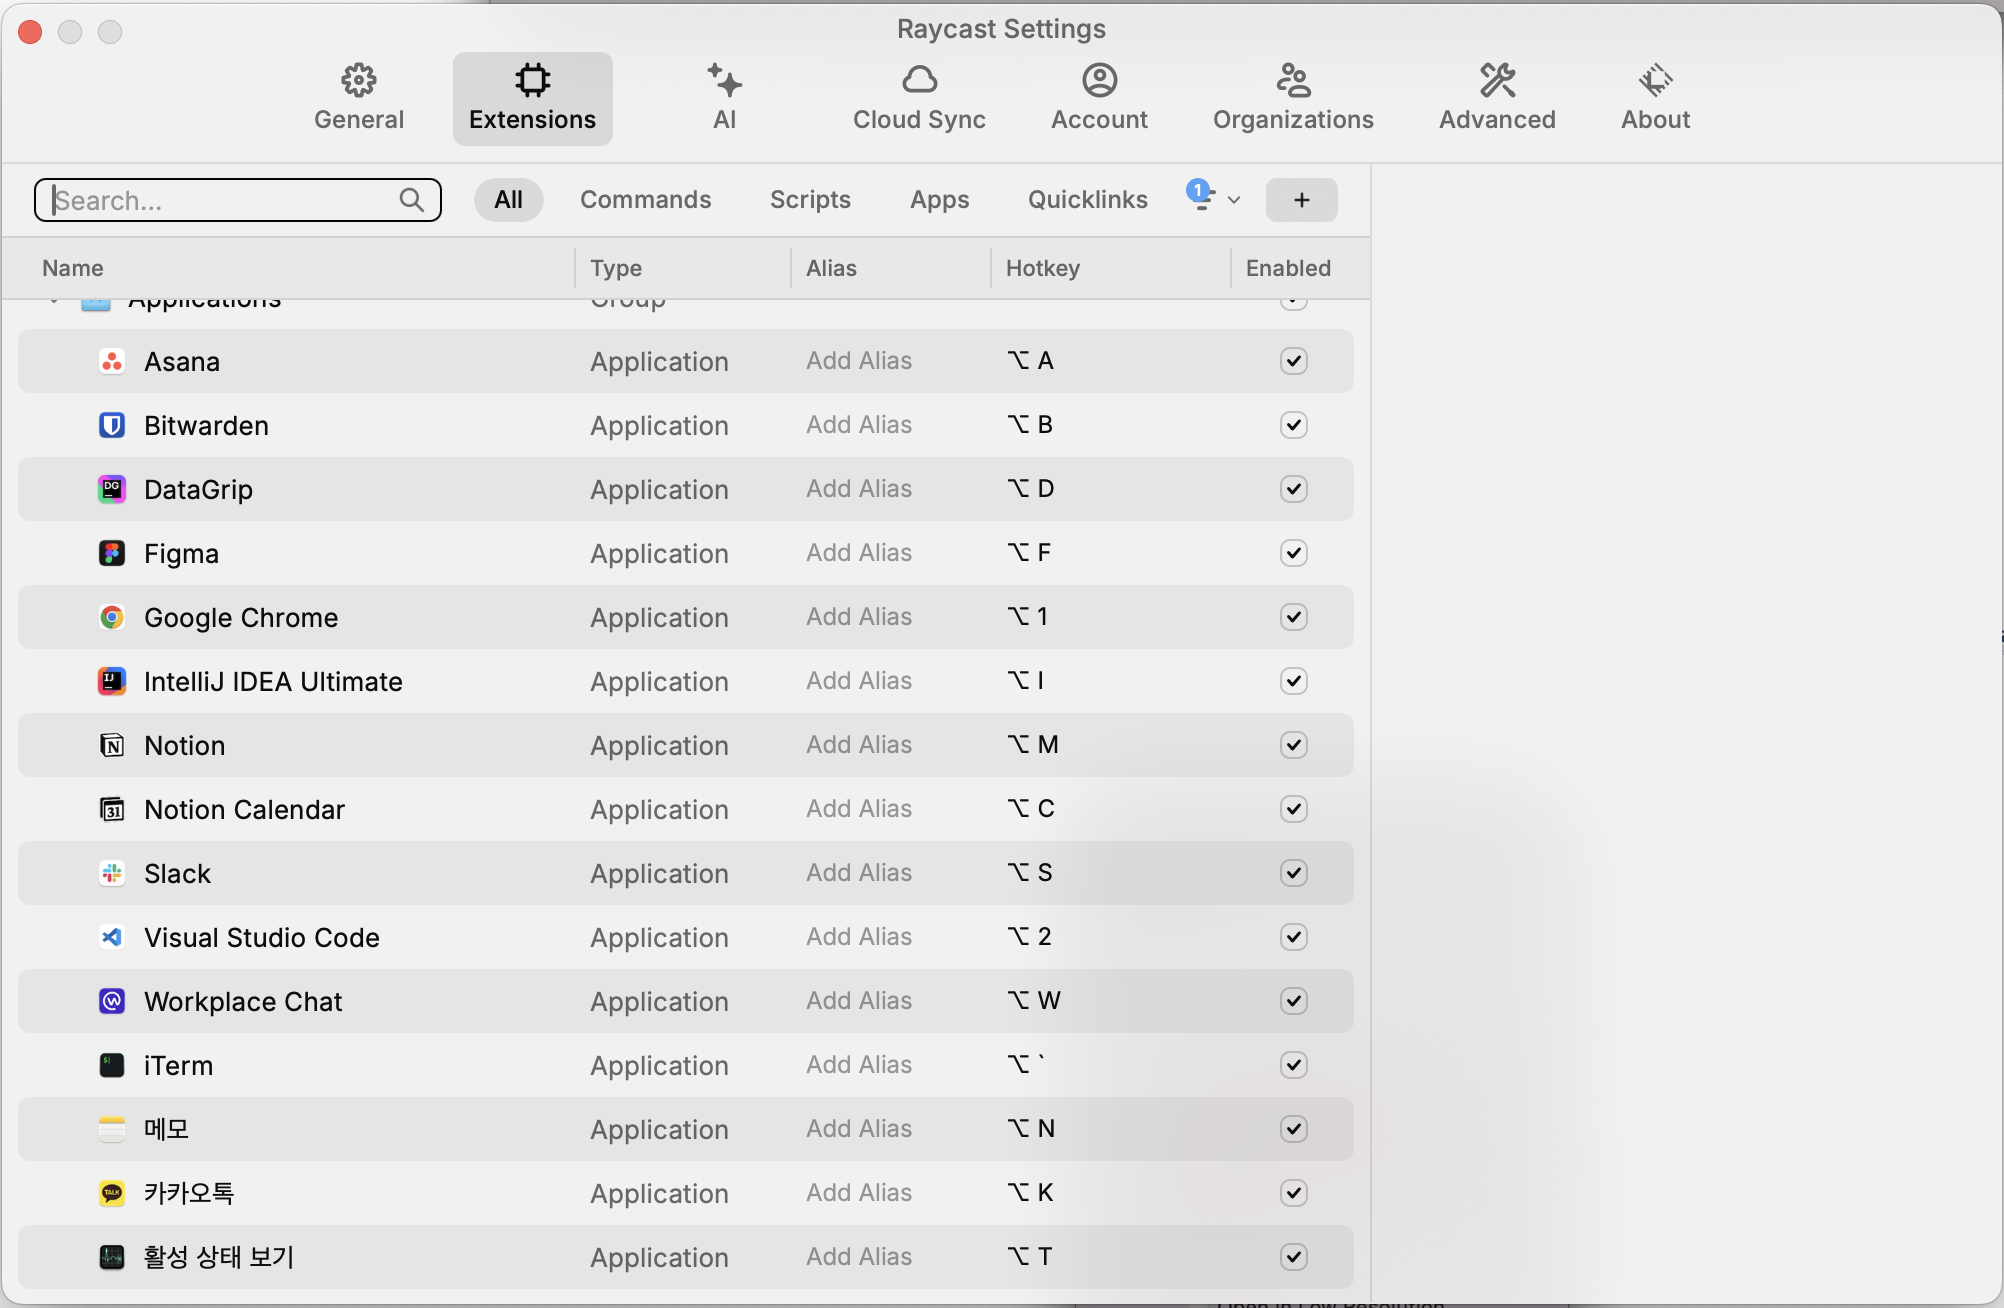 Raycast Settings
General Extensions AI Cloud Sync Account Organizations Advanced About
Search... All Commands Scripts Apps Quicklinks 1 +
Name Type Alias Hotkey Enabled
Applications Group
Asana Application Add Alias ⌥ A
Bitwarden Application Add Alias ⌥ B
DataGrip Application Add Alias ⌥ D
Figma Application Add Alias ⌥ F
Google Chrome Application Add Alias ⌥ 1
IntelliJ IDEA Ultimate Application Add Alias ⌥ I
Notion Application Add Alias ⌥ M
Notion Calendar Application Add Alias ⌥ C
Slack Application Add Alias ⌥ S
Visual Studio Code Application Add Alias ⌥ 2
Workplace Chat Application Add Alias ⌥ W
iTerm Application Add Alias ⌥ `
메모 Application Add Alias ⌥ N
카카오톡 Application Add Alias ⌥ K
활성 상태 보기 Application Add Alias ⌥ T
Open in Low Resolution